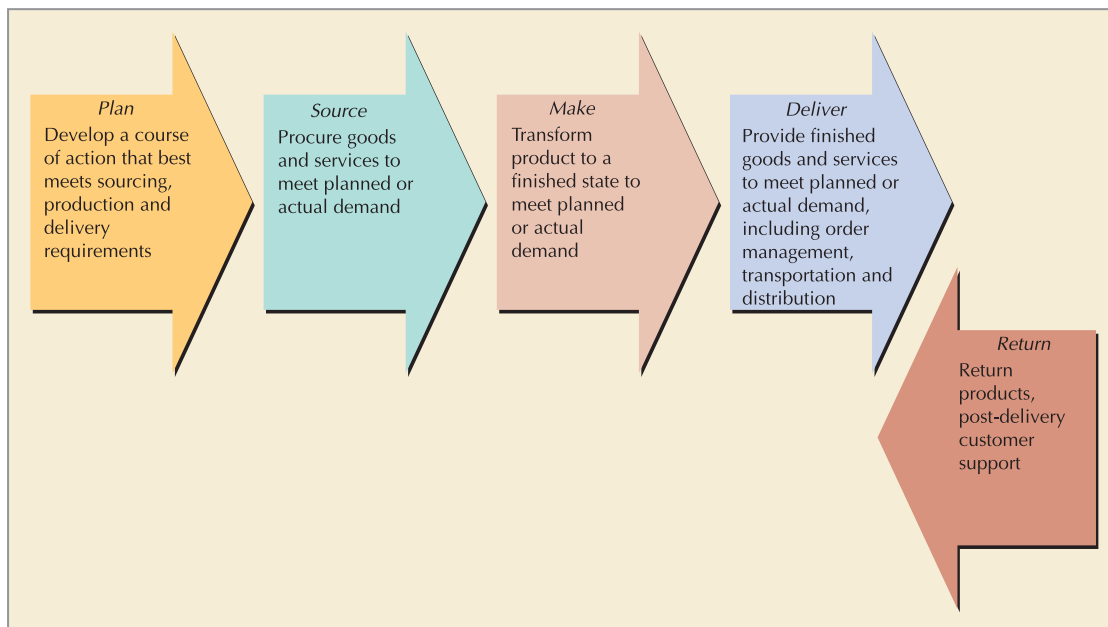 Plan
Develop a course
of action that best
meets sourcing,
production and
delivery
requirements
Source
Procure goods
and services to
meet planned or
actual demand
Make
Transform
product to a
finished state to
meet planned
or actual
demand
Deliver
Provide finished
goods and services
to meet planned or
actual demand,
including order
management,
transportation and
distribution
Return
Return
products,
post-delivery
customer
support